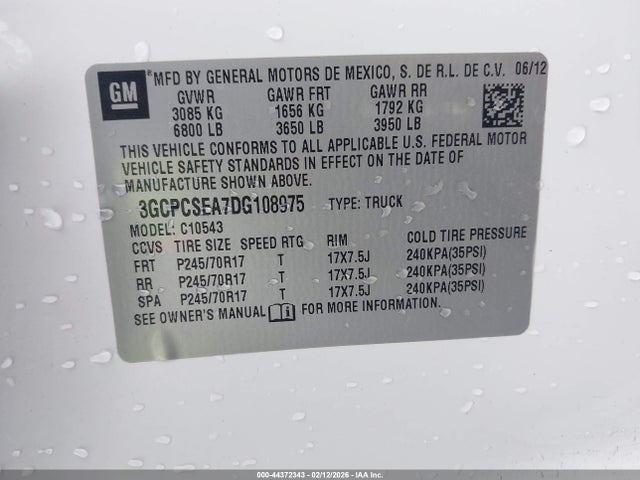 GM
*MFD BY GENERAL MOTORS DE MEXICO, S. DE R.L. DE C.V. 06/12
GVWR GAWR FRT GAWR RR
3085 KG 1656 KG 1792 KG
6800 LB 3650 LB 3950 LB
THIS VEHICLE CONFORMS TO ALL APPLICABLE U.S. FEDERAL MOTOR
VEHICLE SAFETY STANDARDS IN EFFECT ON THE DATE OF
MANUFACTURE SHOWN ABOVE.
3GCPCSEA7DG108975 TYPE: TRUCK
MODEL: C10543
CCVS TIRE SIZE SPEED RTG RIM COLD TIRE PRESSURE
FRT P245/70R17 T 17X7.5J 240KPA(35PSI)
RR P245/70R17 T 17X7.5J 240KPA(35PSI)
SPA P245/70R17 T 17X7.5J 240KPA(35PSI)
SEE OWNER'S MANUAL FOR MORE INFORMATION.
000-44372343 - 02/12/2026 - IAA Inc.